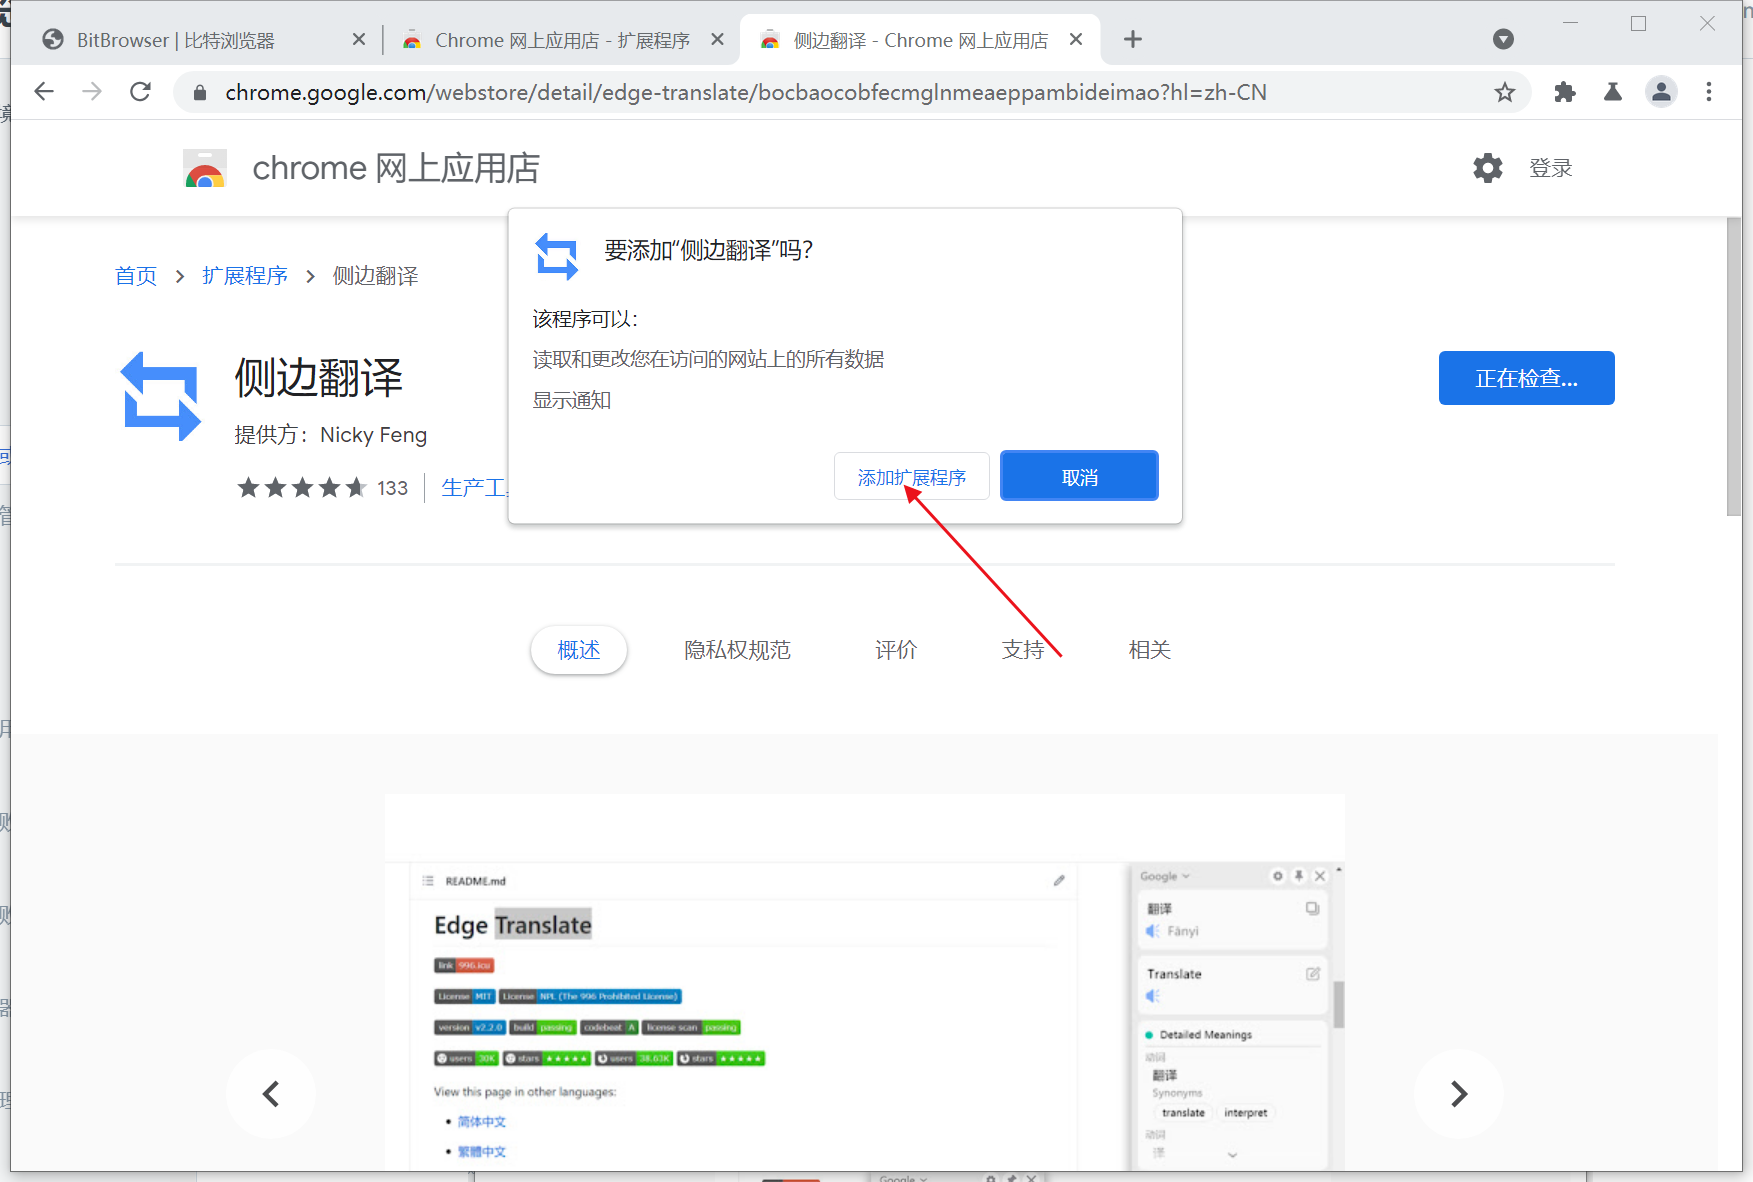 BitBrowser | 比特浏览器
Chrome 网上应用店 - 扩展程序
侧边翻译 - Chrome 网上应用店
chrome.google.com/webstore/detail/edge-translate/bocbaocobfecmglnmeaeppambideimao?hl=zh-CN
chrome 网上应用店
登录
首页 > 扩展程序 > 侧边翻译
要添加“侧边翻译”吗？
该程序可以：
读取和更改您在访问的网站上的所有数据
显示通知
添加扩展程序
取消
侧边翻译
提供方： Nicky Feng
133
生产工
正在检查...
概述
隐私权规范
评价
支持
相关
README.md
Edge Translate
link 996.icu
License MIT License NPL (The 996 Prohibited License)
version v2.2.0 build passing codebeat A license scan passing
users 30K stars ★★★★★ users 38.63K stars ★★★★★
View this page in other languages:
• 简体中文
• 繁體中文
Google
翻译
Fānyì
Translate
Detailed Meanings
动词
翻译
Synonyms
translate
interpret
动词
译
Google